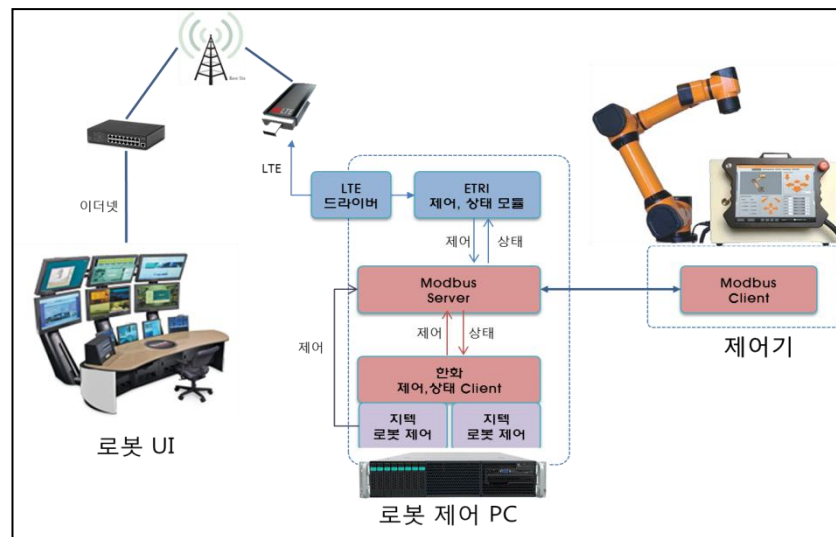 LTE
이더넷
LTE
드라이버
ETRI
제어, 상태 모듈
제어
상태
Modbus
Server
Modbus
Client
제어기
제어
제어
상태
한화
제어,상태 Client
지텍
로봇 제어
지텍
로봇 제어
로봇 UI
로봇 제어 PC